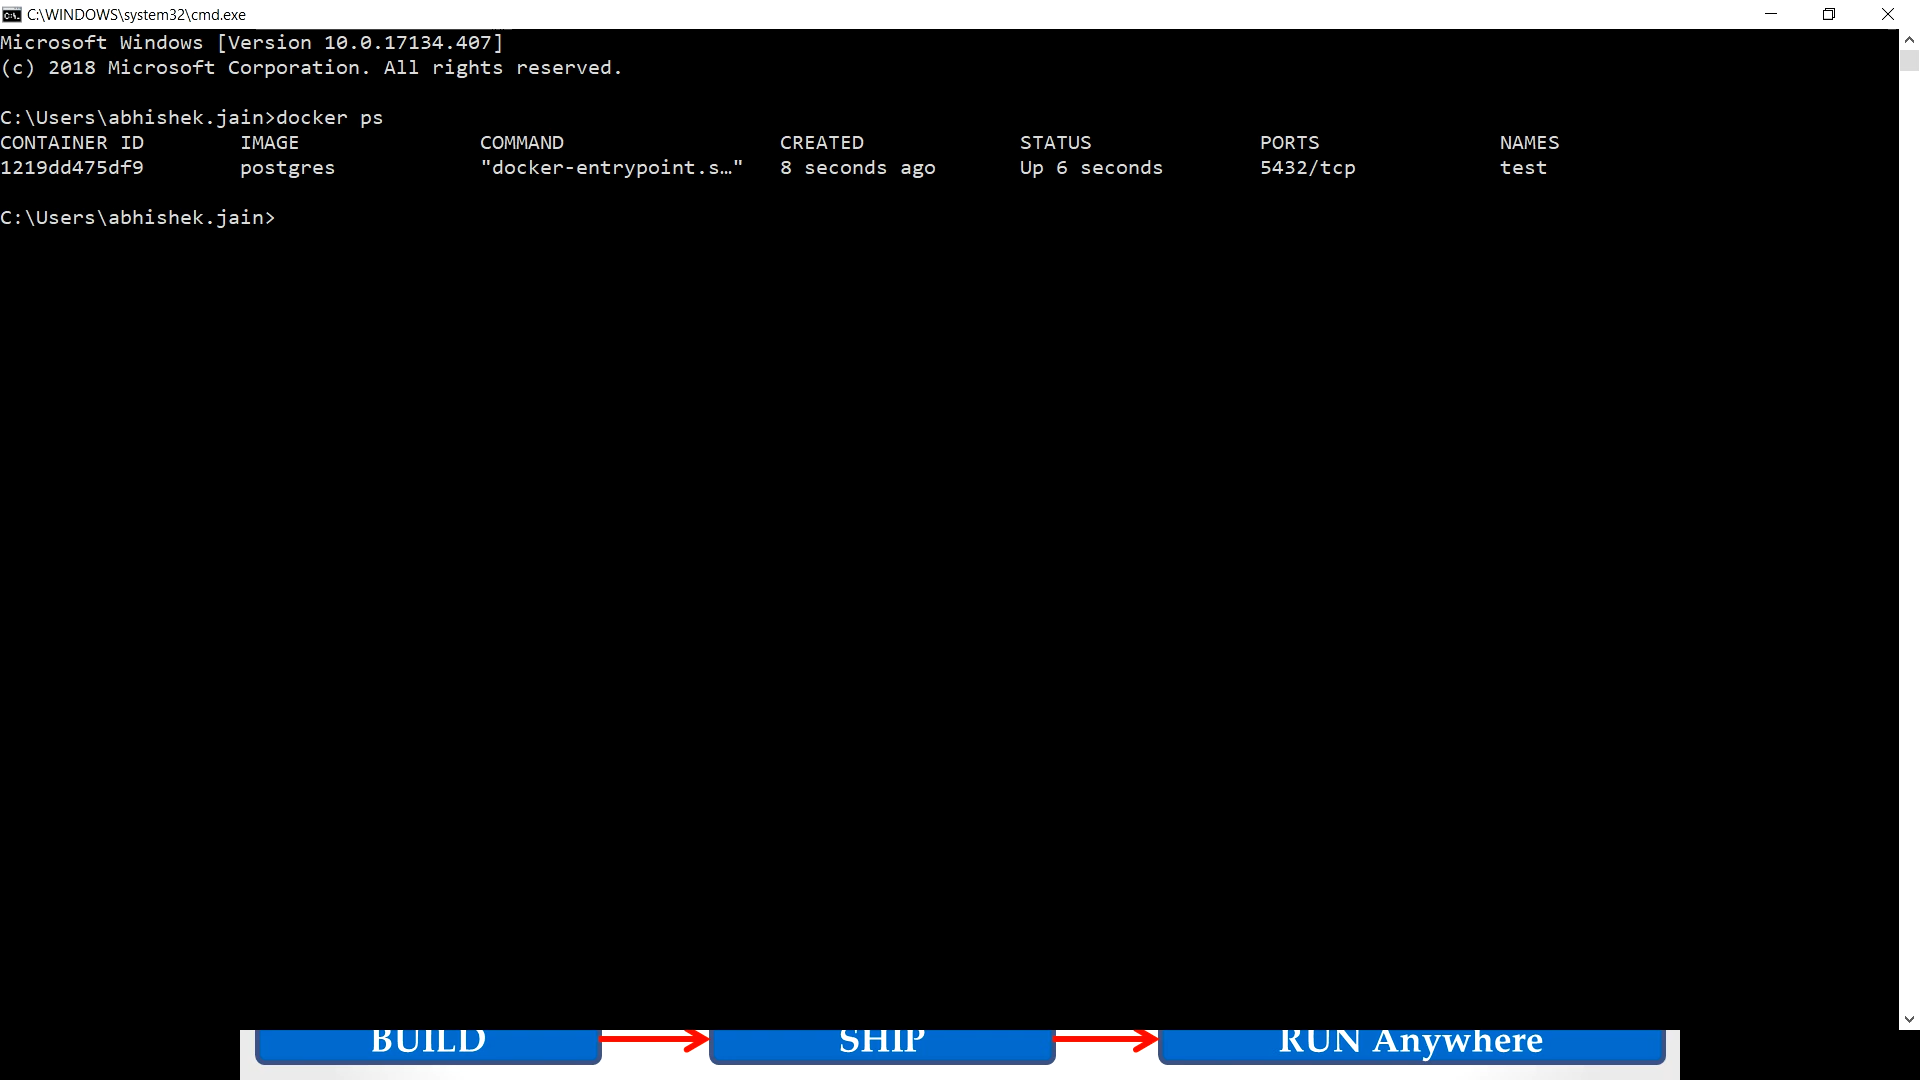 C:\WINDOWS\system32\cmd.exe
Microsoft Windows [Version 10.0.17134.407]
(c) 2018 Microsoft Corporation. All rights reserved.
C:\Users\abhishek.jain>docker ps
CONTAINER ID IMAGE COMMAND CREATED STATUS PORTS NAMES
1219dd475df9 postgres "docker-entrypoint.s…" 8 seconds ago Up 6 seconds 5432/tcp test
C:\Users\abhishek.jain>
BUILD SHIP RUN Anywhere